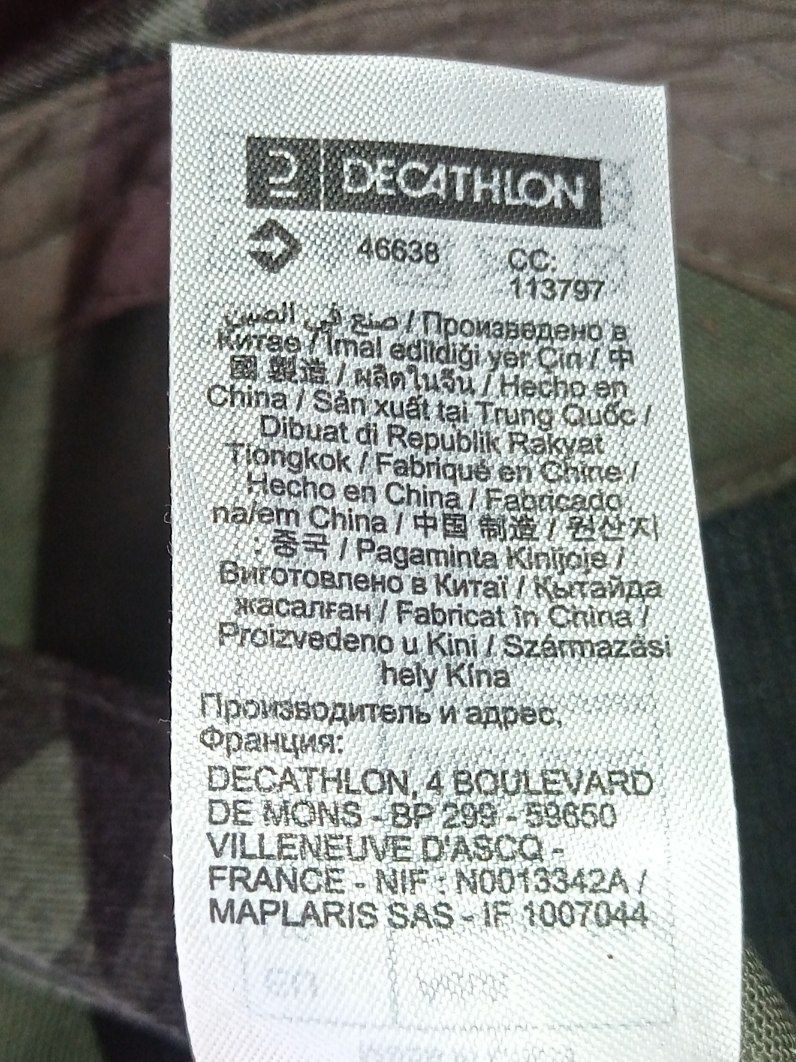 DECATHLON
46638 CC:
113797
صنع في الصين / Произведено в
Китае / İmal edildiği yer Çin / 中
國 製造 / ผลิตในจีน / Hecho en
China / Sản xuất tại Trung Quốc /
Dibuat di Republik Rakyat
Tiongkok / Fabriqué en Chine /
Hecho en China / Fabricado
na/em China / 中国 制造 / 원산지
: 중국 / Pagaminta Kinijoje /
Виготовлено в Китаї / Қытайда
жасалған / Fabricat în China /
Proizvedeno u Kini / Származási
hely Kína
Производитель и адрес,
Франция:
DECATHLON, 4 BOULEVARD
DE MONS - BP 299 - 59650
VILLENEUVE D'ASCQ -
FRANCE - NIF : N0013342A /
MAPLARIS SAS - IF 1007044